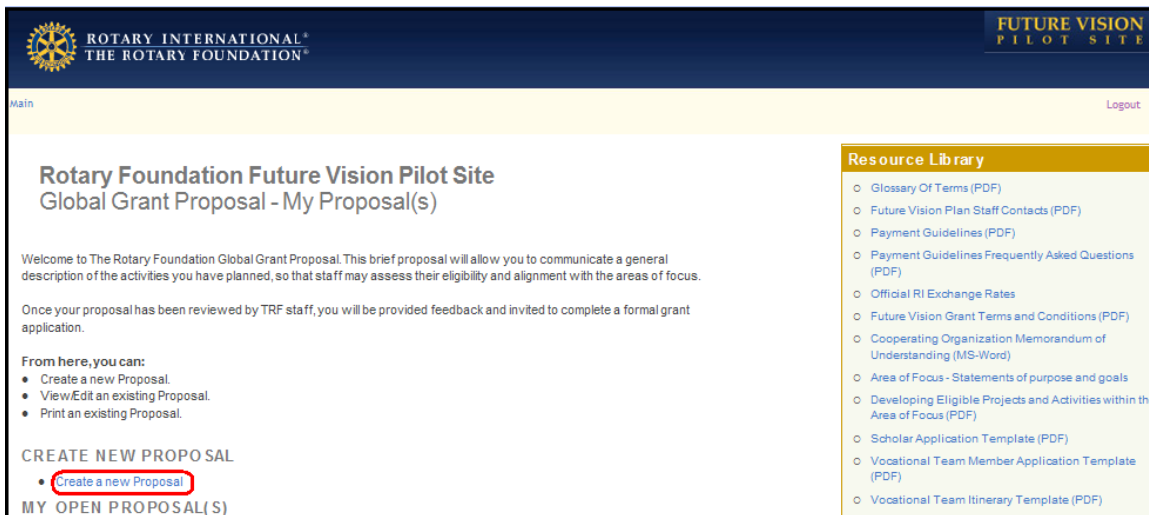 ROTARY INTERNATIONAL®
THE ROTARY FOUNDATION®
FUTURE VISION
PILOT SITE
Main
Logout
Rotary Foundation Future Vision Pilot Site
Global Grant Proposal - My Proposal(s)
Welcome to The Rotary Foundation Global Grant Proposal. This brief proposal will allow you to communicate a general
description of the activities you have planned, so that staff may assess their eligibility and alignment with the areas of focus.
Once your proposal has been reviewed by TRF staff, you will be provided feedback and invited to complete a formal grant
application.
From here, you can:
● Create a new Proposal.
● View/Edit an existing Proposal.
● Print an existing Proposal.
CREATE NEW PROPOSAL
● Create a new Proposal
MY OPEN PROPOSAL(S)
Resource Library
○ Glossary Of Terms (PDF)
○ Future Vision Plan Staff Contacts (PDF)
○ Payment Guidelines (PDF)
○ Payment Guidelines Frequently Asked Questions
(PDF)
○ Official RI Exchange Rates
○ Future Vision Grant Terms and Conditions (PDF)
○ Cooperating Organization Memorandum of
Understanding (MS-Word)
○ Area of Focus - Statements of purpose and goals
○ Developing Eligible Projects and Activities within th
Area of Focus (PDF)
○ Scholar Application Template (PDF)
○ Vocational Team Member Application Template
(PDF)
○ Vocational Team Itinerary Template (PDF)